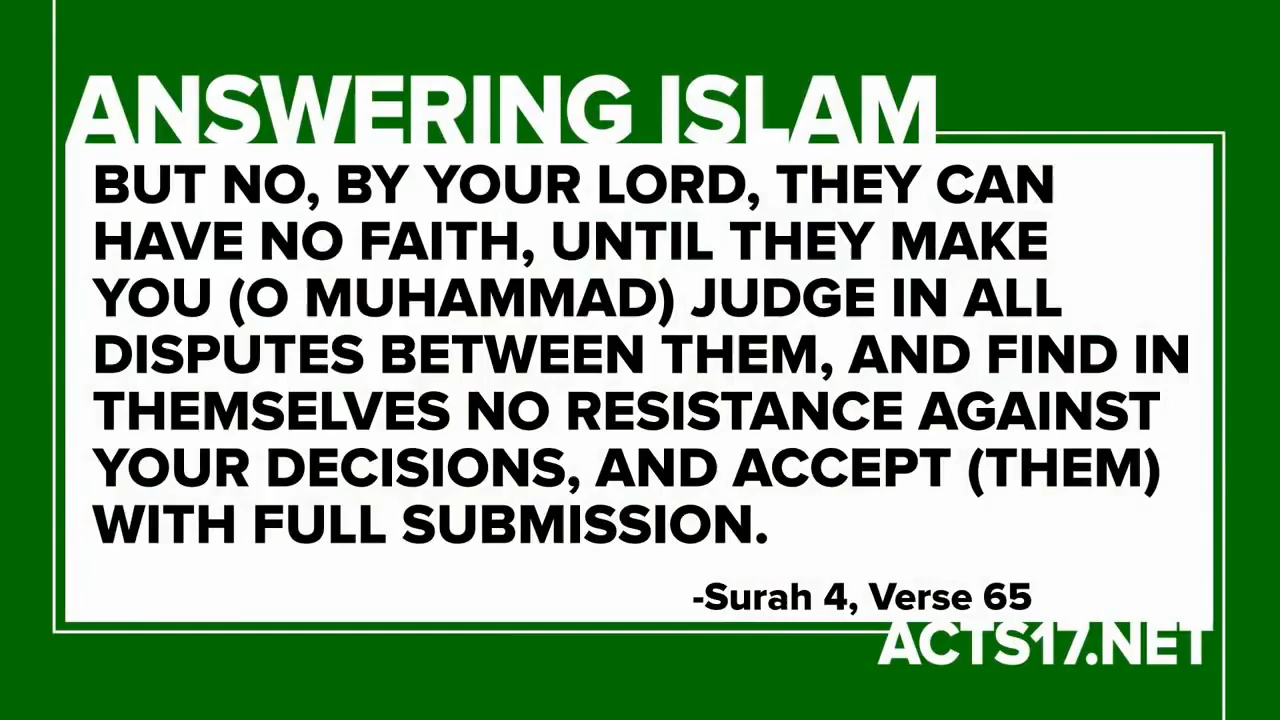 ANSWERING ISLAM
BUT NO, BY YOUR LORD, THEY CAN
HAVE NO FAITH, UNTIL THEY MAKE
YOU (O MUHAMMAD) JUDGE IN ALL
DISPUTES BETWEEN THEM, AND FIND IN
THEMSELVES NO RESISTANCE AGAINST
YOUR DECISIONS, AND ACCEPT (THEM)
WITH FULL SUBMISSION.
-Surah 4, Verse 65
ACTS17.NET